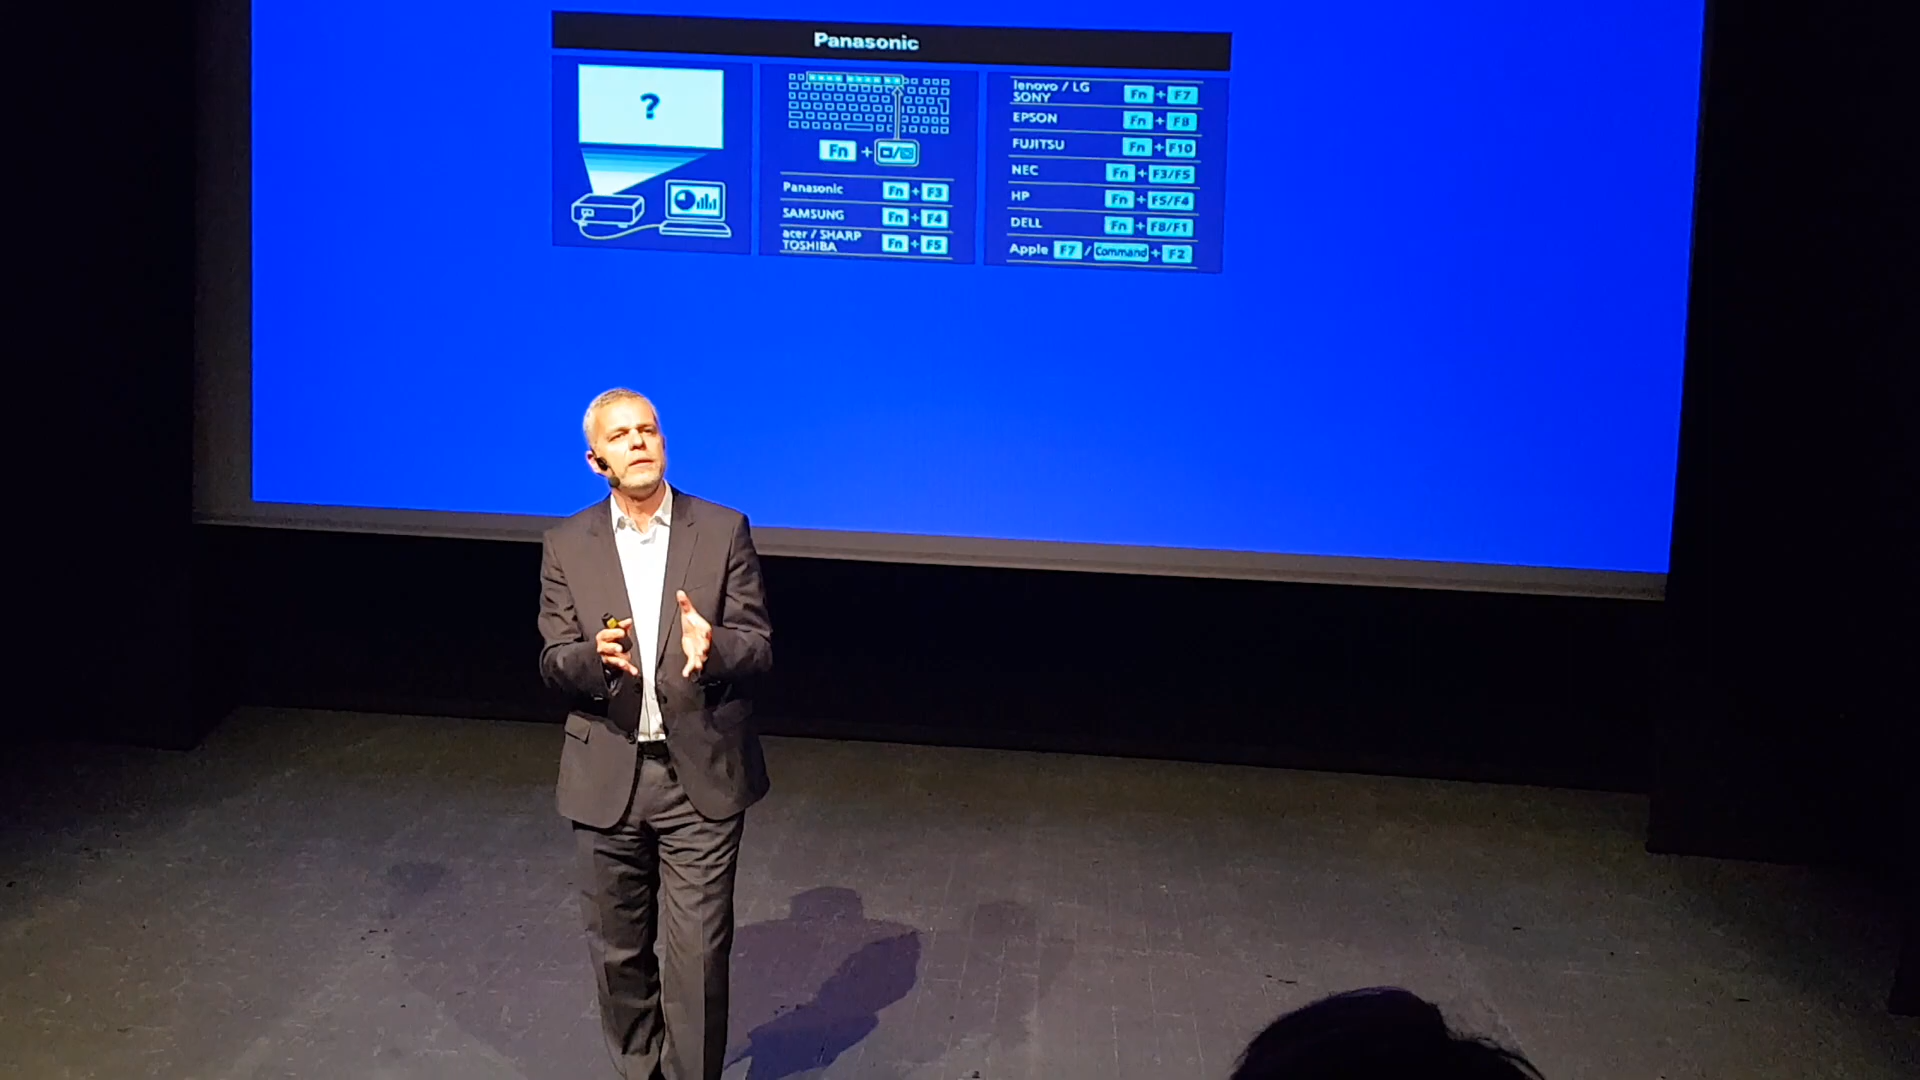 Panasonic
?
Fn +
Panasonic Fn + F3
SAMSUNG Fn + F4
acer / SHARP
TOSHIBA Fn + F5
lenovo / LG
SONY Fn + F7
EPSON Fn + F8
FUJITSU Fn + F10
NEC Fn + F3/F5
HP Fn + F5/F4
DELL Fn + F8/F1
Apple F7 / Command + F2